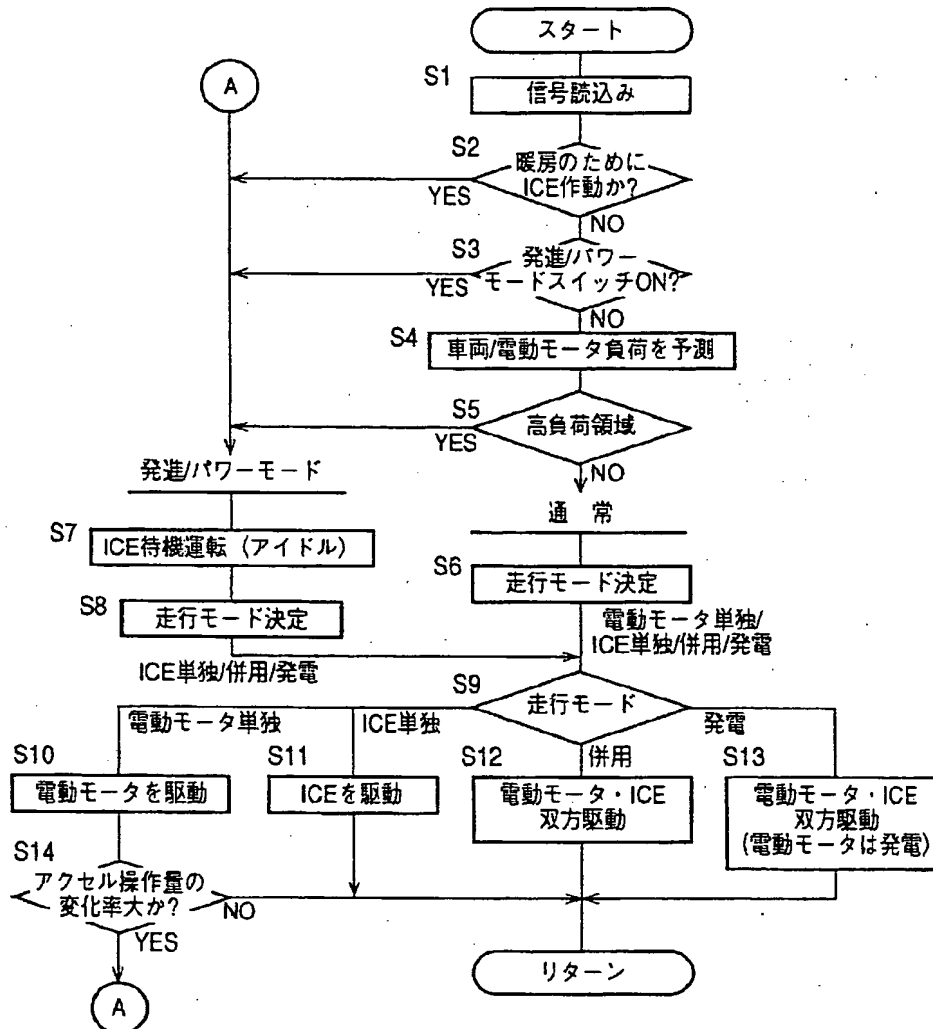 スタート
A
S1
信号読込み
S2
暖房のために
ICE作動か?
YES
NO
S3
発進/パワー
モードスイッチON?
YES
NO
S4
車両/電動モータ負荷を予測
S5
高負荷領域
YES
NO
発進/パワーモード
通 常
S7
ICE待機運転 (アイドル)
S6
走行モード決定
S8
走行モード決定
電動モータ単独/
ICE単独/併用/発電
ICE単独/併用/発電
S9
走行モード
電動モータ単独
ICE単独
併用
発電
S10
電動モータを駆動
S11
ICEを駆動
S12
電動モータ・ICE
双方駆動
S13
電動モータ・ICE
双方駆動
(電動モータは発電)
S14
アクセル操作量の
変化率大か?
NO
YES
リターン
A